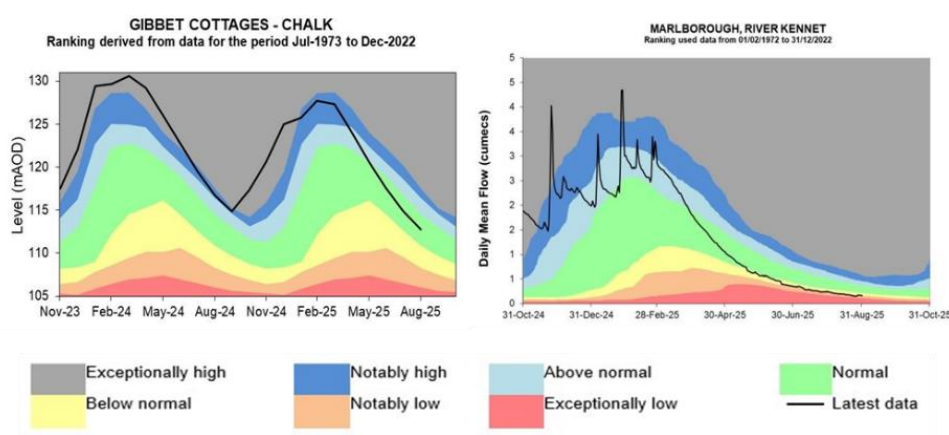 GIBBET COTTAGES - CHALK
Ranking derived from data for the period Jul-1973 to Dec-2022
Level (mAOD)
130
125
120
115
110
105
Nov-23 Feb-24 May-24 Aug-24 Nov-24 Feb-25 May-25 Aug-25
MARLBOROUGH, RIVER KENNET
Ranking used data from 01/02/1972 to 31/12/2022
Daily Mean Flow (cumecs)
5
5
4
4
3
3
2
2
1
1
0
31-Oct-24 31-Dec-24 28-Feb-25 30-Apr-25 30-Jun-25 31-Aug-25 31-Oct-25
Exceptionally high Notably high Above normal Normal
Below normal Notably low Exceptionally low Latest data